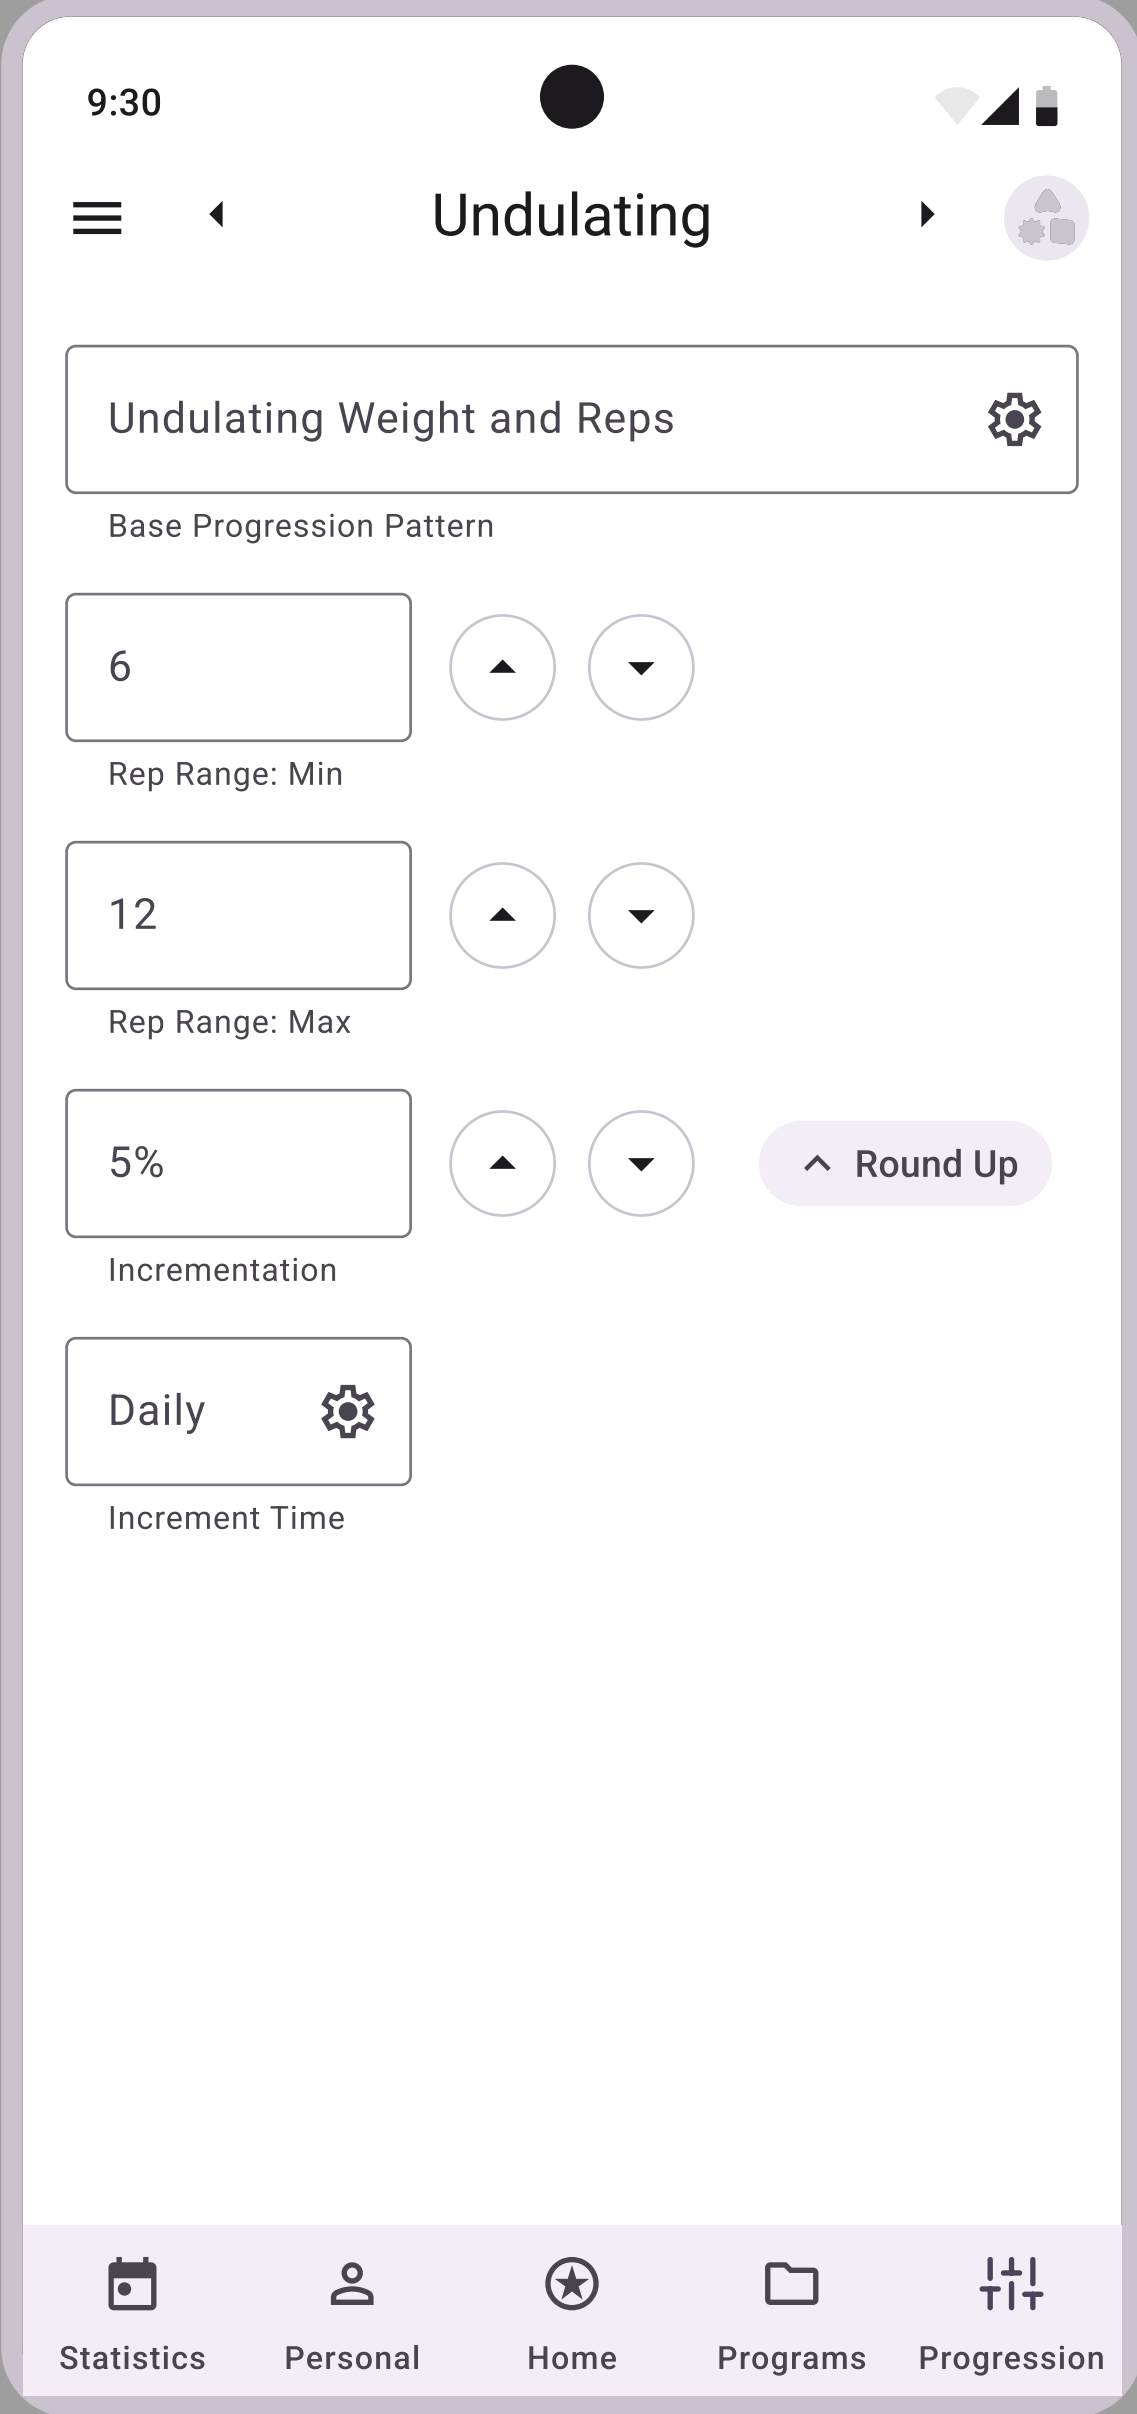 9:30
Undulating
Undulating Weight and Reps
Base Progression Pattern
6
Rep Range: Min
12
Rep Range: Max
5%
Round Up
Incrementation
Daily
Increment Time
Statistics
Personal
Home
Programs
Progression